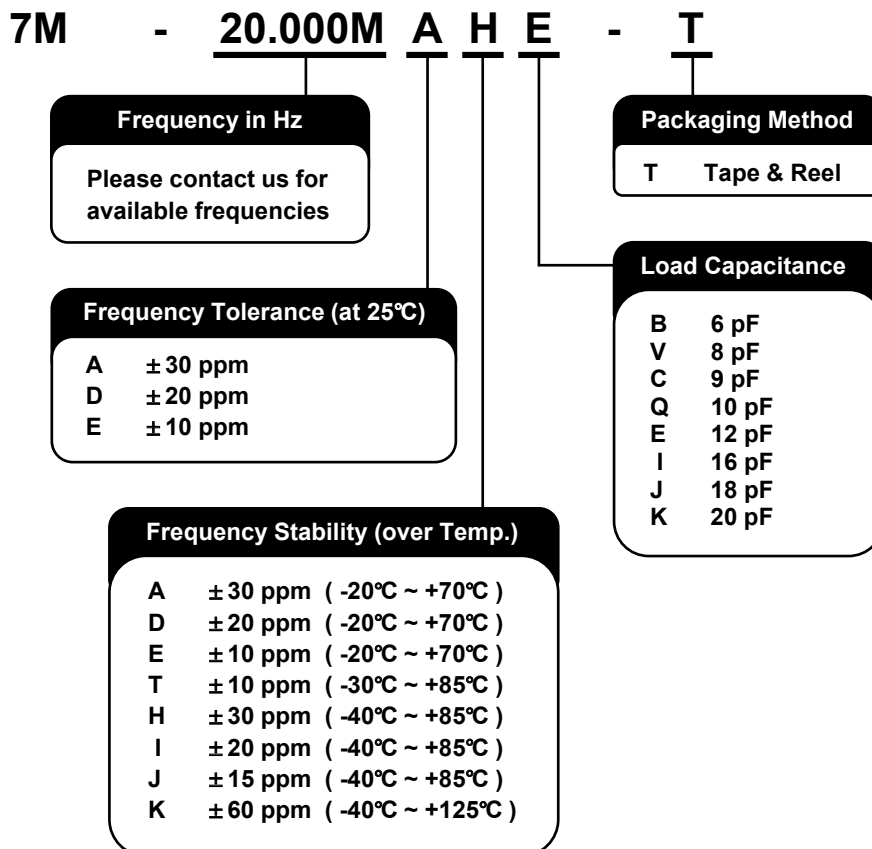 7M - 20.000M A H E - T
Frequency in Hz
Please contact us for
available frequencies
Packaging Method
T Tape & Reel
Load Capacitance
B 6 pF
V 8 pF
C 9 pF
Q 10 pF
E 12 pF
I 16 pF
J 18 pF
K 20 pF
Frequency Tolerance (at 25℃)
A ±30 ppm
D ±20 ppm
E ±10 ppm
Frequency Stability (over Temp.)
A ±30 ppm ( -20℃ ~ +70℃ )
D ±20 ppm ( -20℃ ~ +70℃ )
E ±10 ppm ( -20℃ ~ +70℃ )
T ±10 ppm ( -30℃ ~ +85℃ )
H ±30 ppm ( -40℃ ~ +85℃ )
I ±20 ppm ( -40℃ ~ +85℃ )
J ±15 ppm ( -40℃ ~ +85℃ )
K ±60 ppm ( -40℃ ~ +125℃ )